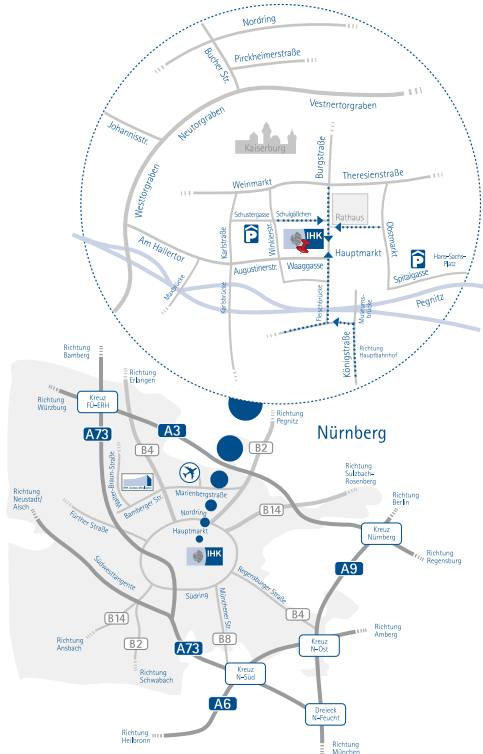 Nordring
Bucher Str.
Pirckheimerstraße
Vestnertorgraben
Neutorgraben
Johannisstr.
Westtorgraben
Kaiserburg
Burgstraße
Theresienstraße
Weinmarkt
Schustergasse
Schulgäßchen
Rathaus
Karlstraße
P
Winklerstr.
IHK
Obstmarkt
Am Hallertor
Hauptmarkt
P
Hans-Sachs-
Platz
Augustinerstr.
Waaggasse
Spitalgasse
Maxbrücke
Karlsbrücke
Fleischbrücke
Museums-
brücke
Pegnitz
Königstraße
Richtung
Hauptbahnhof
Richtung
Bamberg
Richtung
Erlangen
Richtung
Würzburg
Kreuz
FÜ-ERH
Richtung
Pegnitz
A73
A3
B4
B2
Nürnberg
Richtung
Sulzbach-
Rosenberg
Richtung
Neustadt/
Aisch
Marienbergstraße
Bamberger Str.
Nordring
B14
Richtung
Berlin
Fürther Straße
Hauptmarkt
IHK
Kreuz
Nürnberg
Richtung
Regensburg
Südwesttangente
Regensburger Straße
A9
Südring
Münchener Str.
B14
B4
Richtung
Amberg
Richtung
Ansbach
B2
A73
B8
Kreuz
N-Ost
Richtung
Schwabach
Kreuz
N-Süd
A6
Dreieck
N-Feucht
Richtung
Heilbronn
Richtung
München